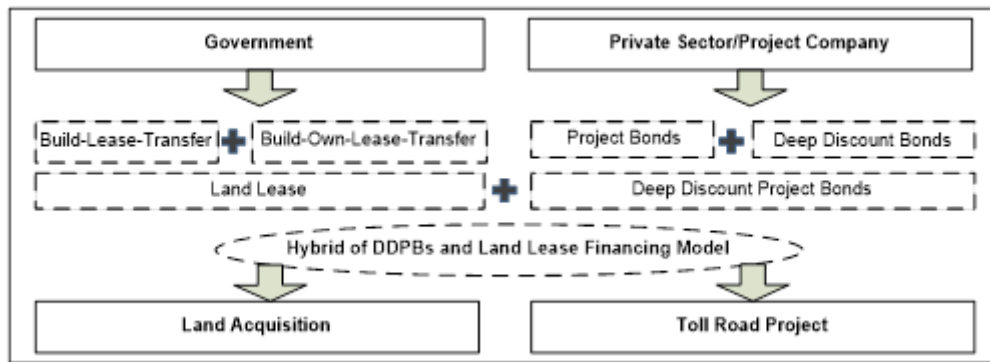 Government
Private Sector/Project Company
Build-Lease-Transfer
Build-Own-Lease-Transfer
Project Bonds
Deep Discount Bonds
Land Lease
Deep Discount Project Bonds
Hybrid of DDPBs and Land Lease Financing Model
Land Acquisition
Toll Road Project